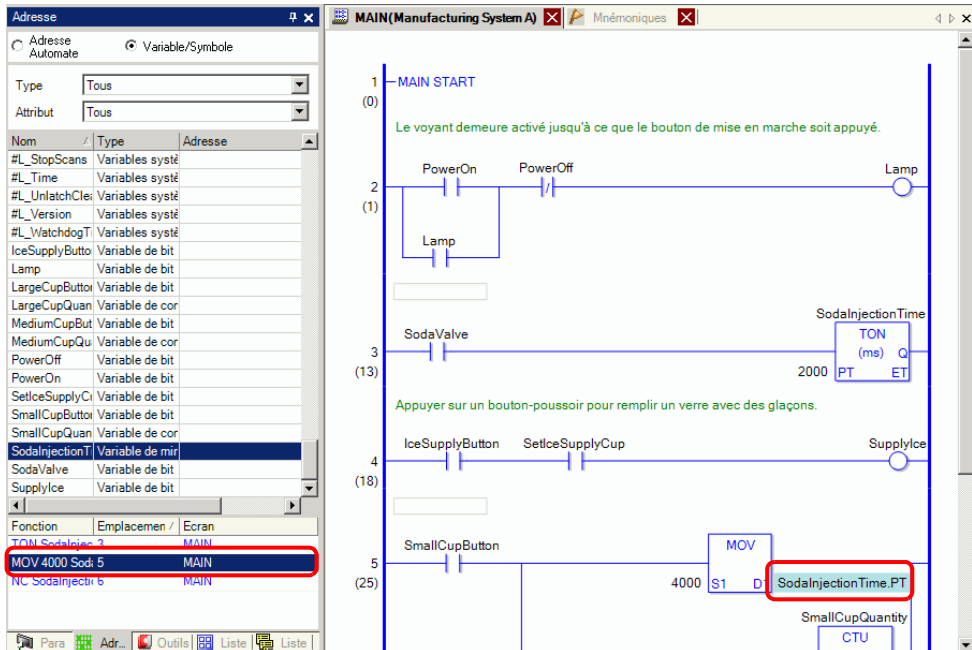 Adresse
Adresse Automate
Variable/Symbole
Type Tous
Attribut Tous
Nom Type Adresse
#L_StopScans Variables systè
#L_Time Variables systè
#L_UnlatchClea Variables systè
#L_Version Variables systè
#L_WatchdogT Variables systè
IceSupplyButto Variable de bit
Lamp Variable de bit
LargeCupButton Variable de bit
LargeCupQuan Variable de cor
MediumCupBut Variable de bit
MediumCupQu Variable de cor
PowerOff Variable de bit
PowerOn Variable de bit
SetIceSupplyC Variable de bit
SmallCupButton Variable de bit
SmallCupQuan Variable de cor
SodaInjectionT Variable de mir
SodaValve Variable de bit
SupplyIce Variable de bit
Fonction Emplacemen Ecran
TON SodaInjec 3 MAIN
MOV 4000 Soda 5 MAIN
NC SodaInjectic 6 MAIN
Para Adr... Outils Liste Liste
MAIN(Manufacturing System A) Mnémoniques
1 MAIN START
(0)
Le voyant demeure activé jusqu'à ce que le bouton de mise en marche soit appuyé.
PowerOn PowerOff Lamp
2
(1)
Lamp
SodaInjectionTime
SodaValve TON
3 (ms) Q
(13) 2000 PT ET
Appuyer sur un bouton-poussoir pour remplir un verre avec des glaçons.
IceSupplyButton SetIceSupplyCup SupplyIce
4
(18)
SmallCupButton MOV
5
(25) 4000 S1 D1 SodaInjectionTime.PT
SmallCupQuantity
CTU